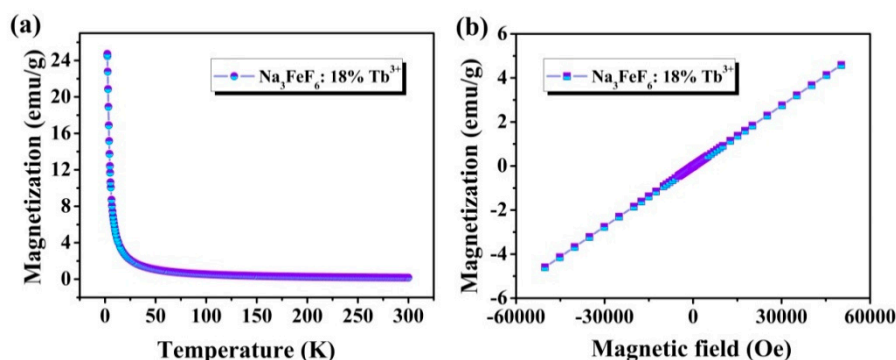 (a)
Magnetization (emu/g)
24
20
16
12
8
4
0
Na₃FeF₆: 18% Tb³⁺
0 50 100 150 200 250 300
Temperature (K)
(b)
Magnetization (emu/g)
6
4
2
0
-2
-4
-6
Na₃FeF₆: 18% Tb³⁺
-60000 -30000 0 30000 60000
Magnetic field (Oe)